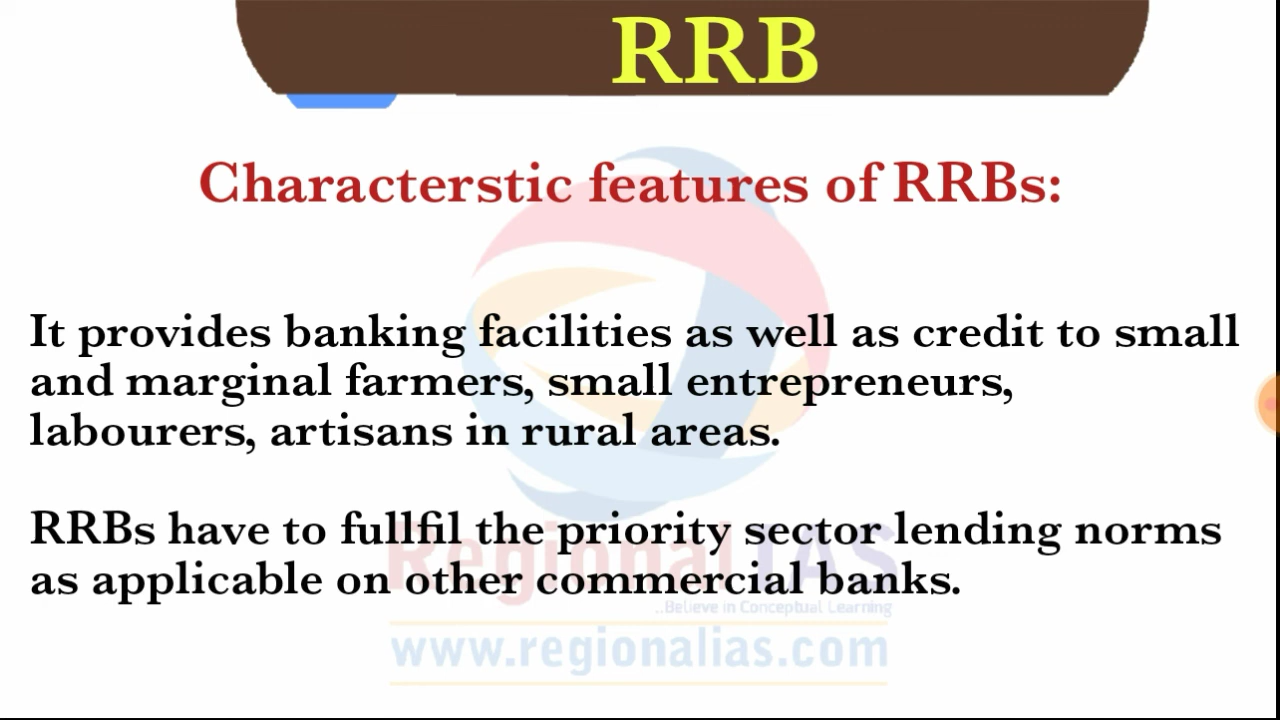 RRB
Characterstic features of RRBs:
It provides banking facilities as well as credit to small
and marginal farmers, small entrepreneurs,
labourers, artisans in rural areas.
RRBs have to fullfil the priority sector lending norms
as applicable on other commercial banks.
Regional IAS
..Believe in Conceptual Learning
www.regionalias.com